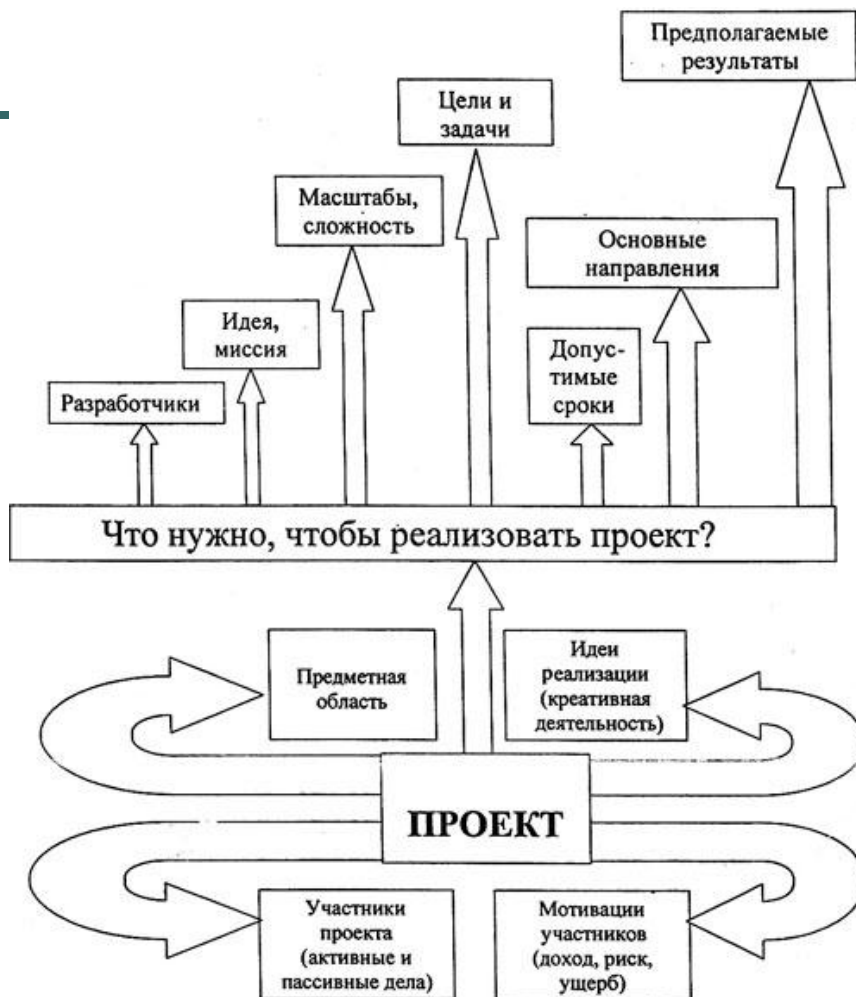 Предполагаемые
результаты
Цели и
задачи
Масштабы,
сложность
Основные
направления
Идея,
миссия
Допус-
тимые
сроки
Разработчики
Что нужно, чтобы реализовать проект?
Предметная
область
Идеи
реализации
(креативная
деятельность)
ПРОЕКТ
Участники
проекта
(активные и
пассивные дела)
Мотивации
участников
(доход, риск,
ущерб)